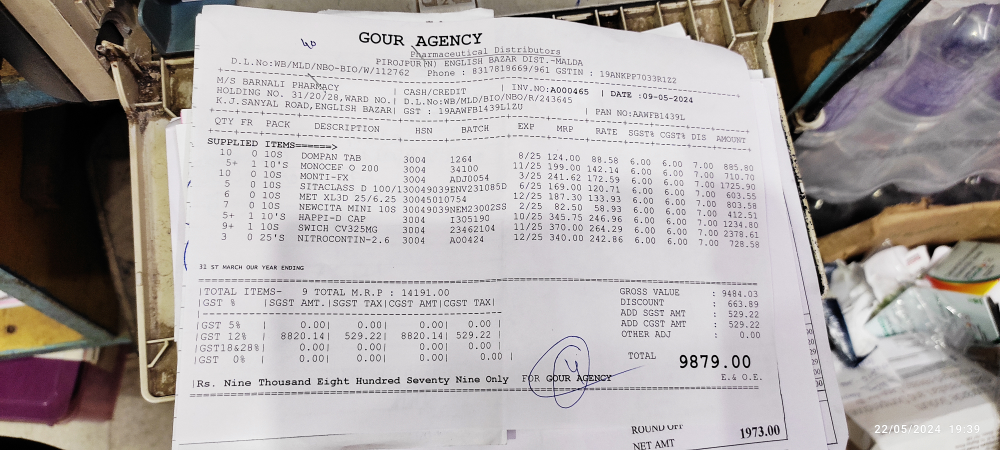 40
GOUR AGENCY
Pharmaceutical Distributors
PIROJPUR(N) ENGLISH BAZAR DIST.-MALDA
D.L.No:WB/MLD/NBO-BIO/W/112762 Phone : 8317819669/961 GSTIN : 19ANKPP7033R1Z2
M/S BARNALI PHARMACY | CASH/CREDIT | INV.NO:A000465 | DATE :09-05-2024
HOLDING NO. 31/20/28,WARD NO.| D.L.No:WB/MLD/BIO/NBO/R/243645
K.J.SANYAL ROAD,ENGLISH BAZAR| GST : 19AAWFB1439L1ZU | PAN NO:AAWFB1439L
QTY FR PACK DESCRIPTION HSN BATCH EXP MRP RATE SGST% CGST% DIS AMOUNT
SUPPLIED ITEMS======>
10 0 10S DOMPAN TAB 3004 1264 8/25 124.00 88.58 6.00 6.00 7.00 885.80
5+ 1 10'S MONOCEF O 200 3004 34100 11/25 199.00 142.14 6.00 6.00 7.00 710.70
10 0 10S MONTI-FX 3004 ADJ0054 3/25 241.62 172.59 6.00 6.00 7.00 1725.90
5 0 10S SITACLASS D 100/130049039ENV231085D 6/25 169.00 120.71 6.00 6.00 7.00 603.55
6 0 10S MET XL3D 25/6.25 30045010754 12/25 187.30 133.93 6.00 6.00 7.00 803.58
7 0 10S NEWCITA MINI 10S 30049039NEM23002SS 2/25 82.50 58.93 6.00 6.00 7.00 412.51
5+ 1 10'S HAPPI-D CAP 3004 I305190 10/25 345.75 246.96 6.00 6.00 7.00 1234.80
9+ 1 10S SWICH CV325MG 3004 23462104 11/25 370.00 264.29 6.00 6.00 7.00 2378.61
3 0 25'S NITROCONTIN-2.6 3004 A00424 12/25 340.00 242.86 6.00 6.00 7.00 728.58
31 ST MARCH OUR YEAR ENDING
|TOTAL ITEMS- 9 TOTAL M.R.P : 14191.00 GROSS VALUE : 9484.03
|GST % |SGST AMT.|SGST TAX|CGST AMT|CGST TAX| DISCOUNT : 663.89
ADD SGST AMT : 529.22
|GST 5% | 0.00| 0.00| 0.00| 0.00| ADD CGST AMT : 529.22
|GST 12% | 8820.14| 529.22| 8820.14| 529.22 | OTHER ADJ : 0.00
|GST18&28%| 0.00| 0.00| 0.00| 0.00|
|GST 0% | 0.00| 0.00| 0.00| 0.00 | TOTAL 9879.00
|Rs. Nine Thousand Eight Hundred Seventy Nine Only FOR GOUR AGENCY E.& O.E.
ROUND OFF
NET AMT 1973.00
22/05/2024 19:39